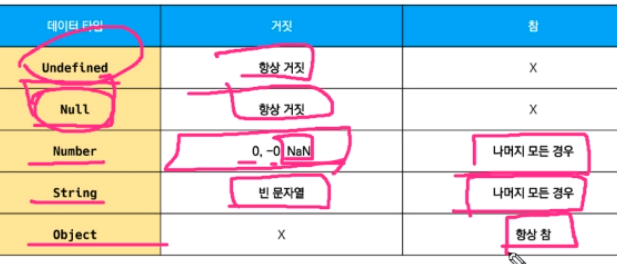 데이터 타입 거짓 참
Undefined 항상 거짓 X
Null 항상 거짓 X
Number 0, -0 NaN 나머지 모든 경우
String 빈 문자열 나머지 모든 경우
Object X 항상 참